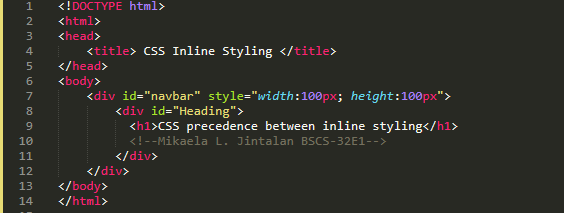 1 <!DOCTYPE html>
2 <html>
3 <head>
4 <title> CSS Inline Styling </title>
5 </head>
6 <body>
7 <div id="navbar" style="width:100px; height:100px">
8 <div id="Heading">
9 <h1>CSS precedence between inline styling</h1>
10 <!--Mikaela L. Jintalan BSCS-32E1-->
11 </div>
12 </div>
13 </body>
14 </html>